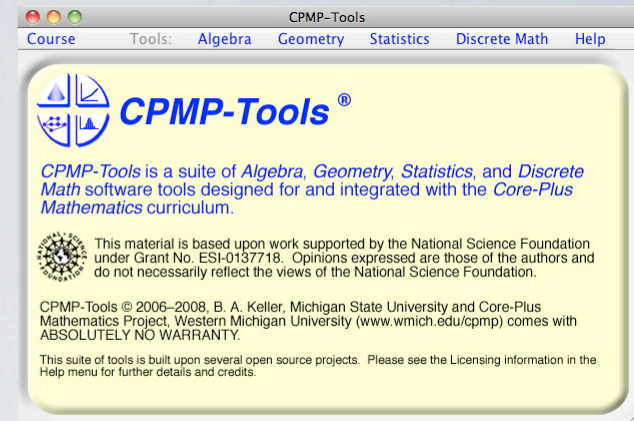 CPMP-Tools
Course Tools: Algebra Geometry Statistics Discrete Math Help
CPMP-Tools ®
CPMP-Tools is a suite of Algebra, Geometry, Statistics, and Discrete
Math software tools designed for and integrated with the Core-Plus
Mathematics curriculum.
NATIONAL SCIENCE FOUNDATION
This material is based upon work supported by the National Science Foundation
under Grant No. ESI-0137718. Opinions expressed are those of the authors and
do not necessarily reflect the views of the National Science Foundation.
CPMP-Tools © 2006–2008, B. A. Keller, Michigan State University and Core-Plus
Mathematics Project, Western Michigan University (www.wmich.edu/cpmp) comes with
ABSOLUTELY NO WARRANTY.
This suite of tools is built upon several open source projects. Please see the Licensing information in the
Help menu for further details and credits.